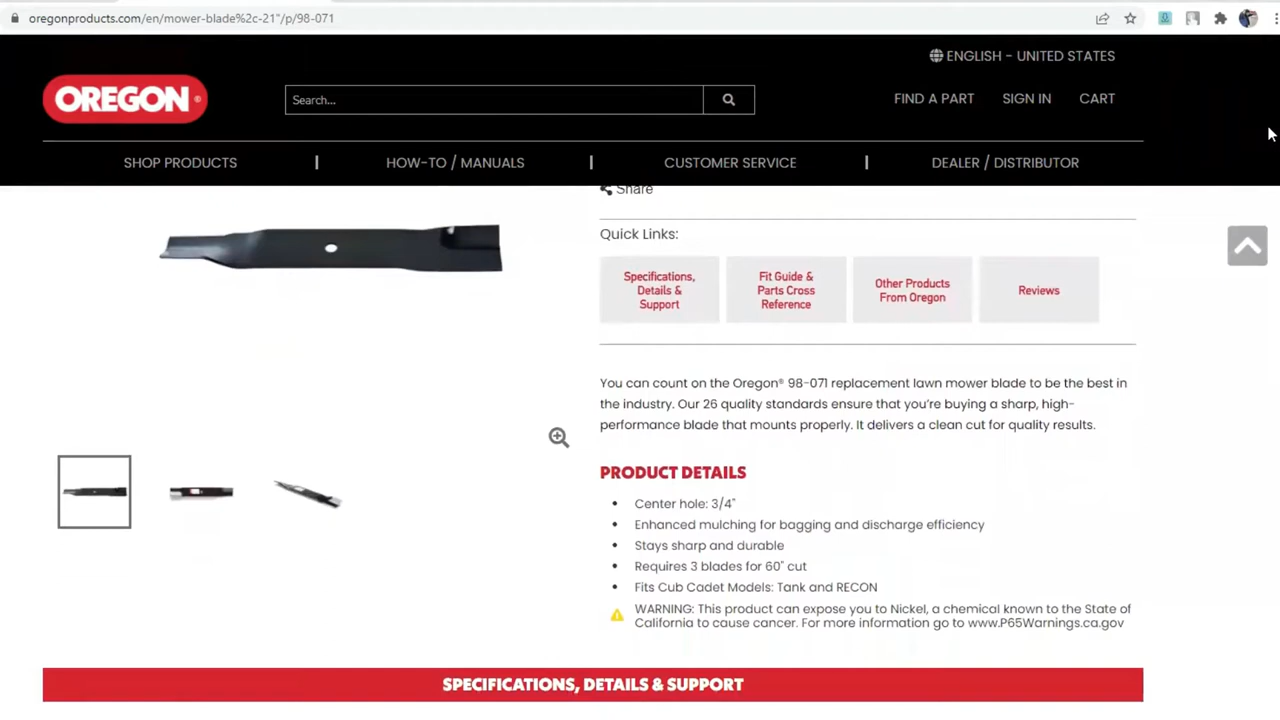 oregonproducts.com/en/mower-blade%2c-21"/p/98-071
ENGLISH - UNITED STATES
OREGON®
Search...
FIND A PART
SIGN IN
CART
SHOP PRODUCTS
HOW-TO / MANUALS
CUSTOMER SERVICE
DEALER / DISTRIBUTOR
Share
Quick Links:
Specifications,
Details &
Support
Fit Guide &
Parts Cross
Reference
Other Products
From Oregon
Reviews
You can count on the Oregon® 98-071 replacement lawn mower blade to be the best in
the industry. Our 26 quality standards ensure that you're buying a sharp, high-
performance blade that mounts properly. It delivers a clean cut for quality results.
PRODUCT DETAILS
• Center hole: 3/4"
• Enhanced mulching for bagging and discharge efficiency
• Stays sharp and durable
• Requires 3 blades for 60" cut
• Fits Cub Cadet Models: Tank and RECON
WARNING: This product can expose you to Nickel, a chemical known to the State of
California to cause cancer. For more information go to www.P65Warnings.ca.gov
SPECIFICATIONS, DETAILS & SUPPORT